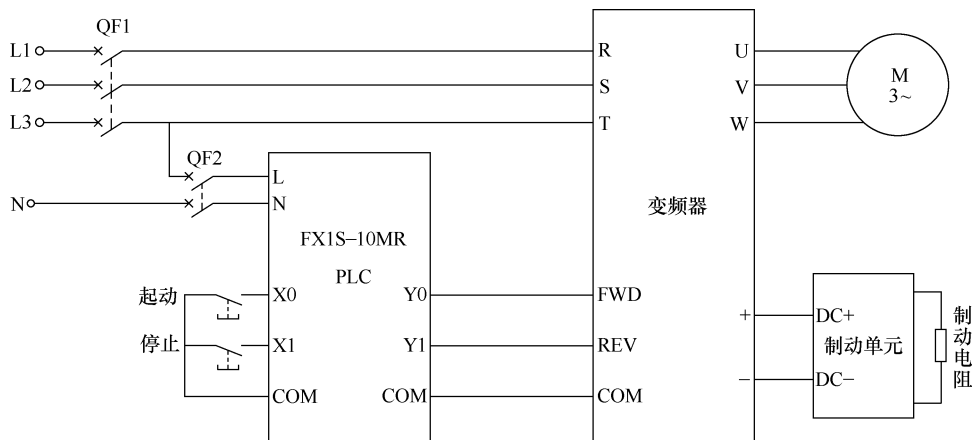 QF1
L1
R
U
L2
S
V
M
3~
L3
T
W
QF2
L
N
N
变频器
FX1S-10MR
PLC
起动
X0
Y0
FWD
+
DC+
停止
X1
Y1
REV
制动单元
制动电阻
−
DC−
COM
COM
COM